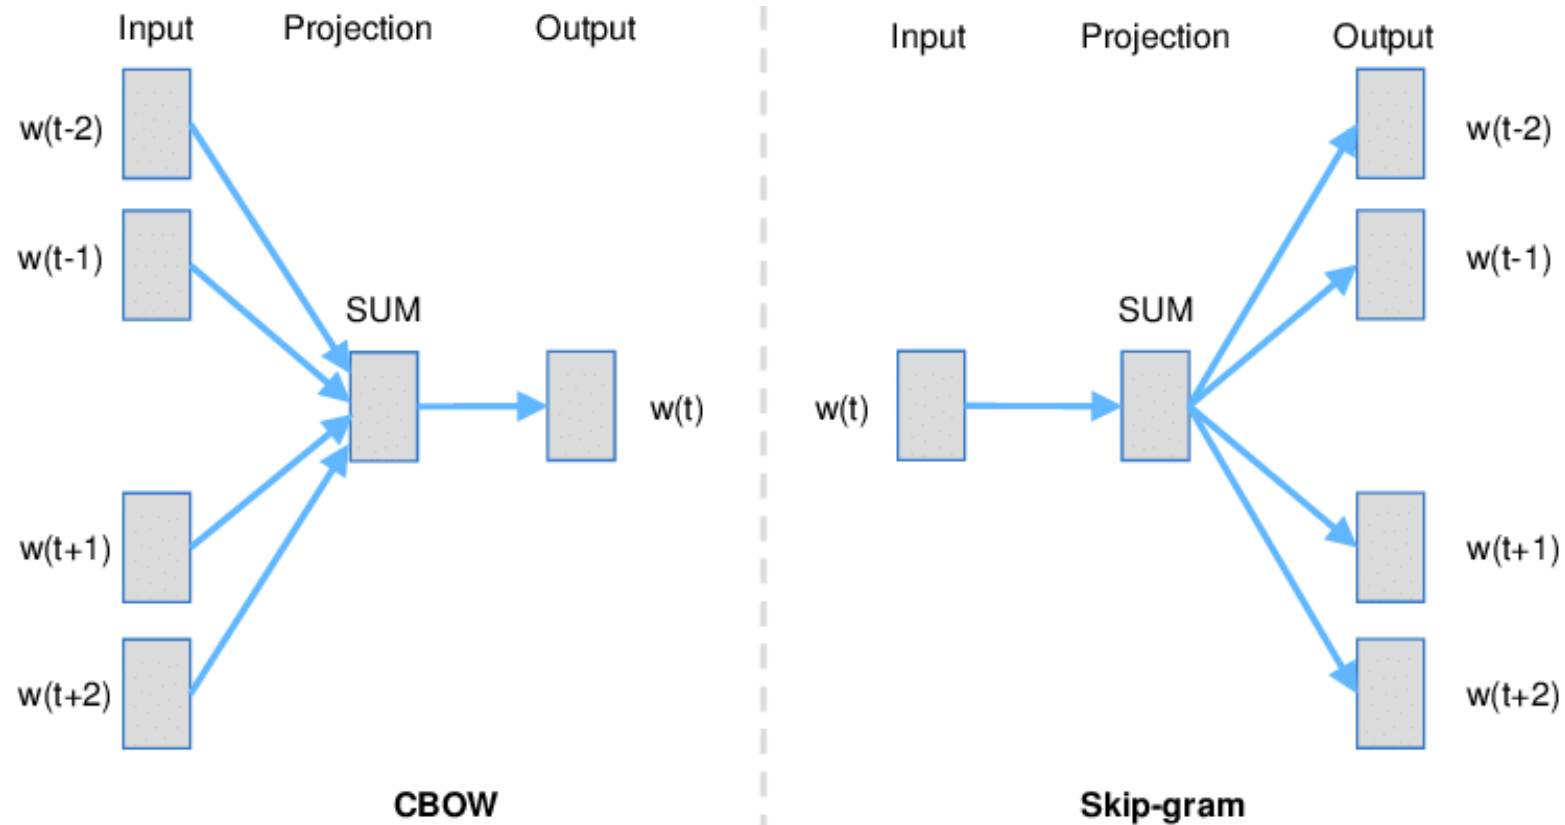 Input Projection Output
w(t-2)
w(t-1)
SUM
w(t)
w(t+1)
w(t+2)
CBOW
Input Projection Output
w(t-2)
w(t-1)
SUM
w(t)
w(t+1)
w(t+2)
Skip-gram